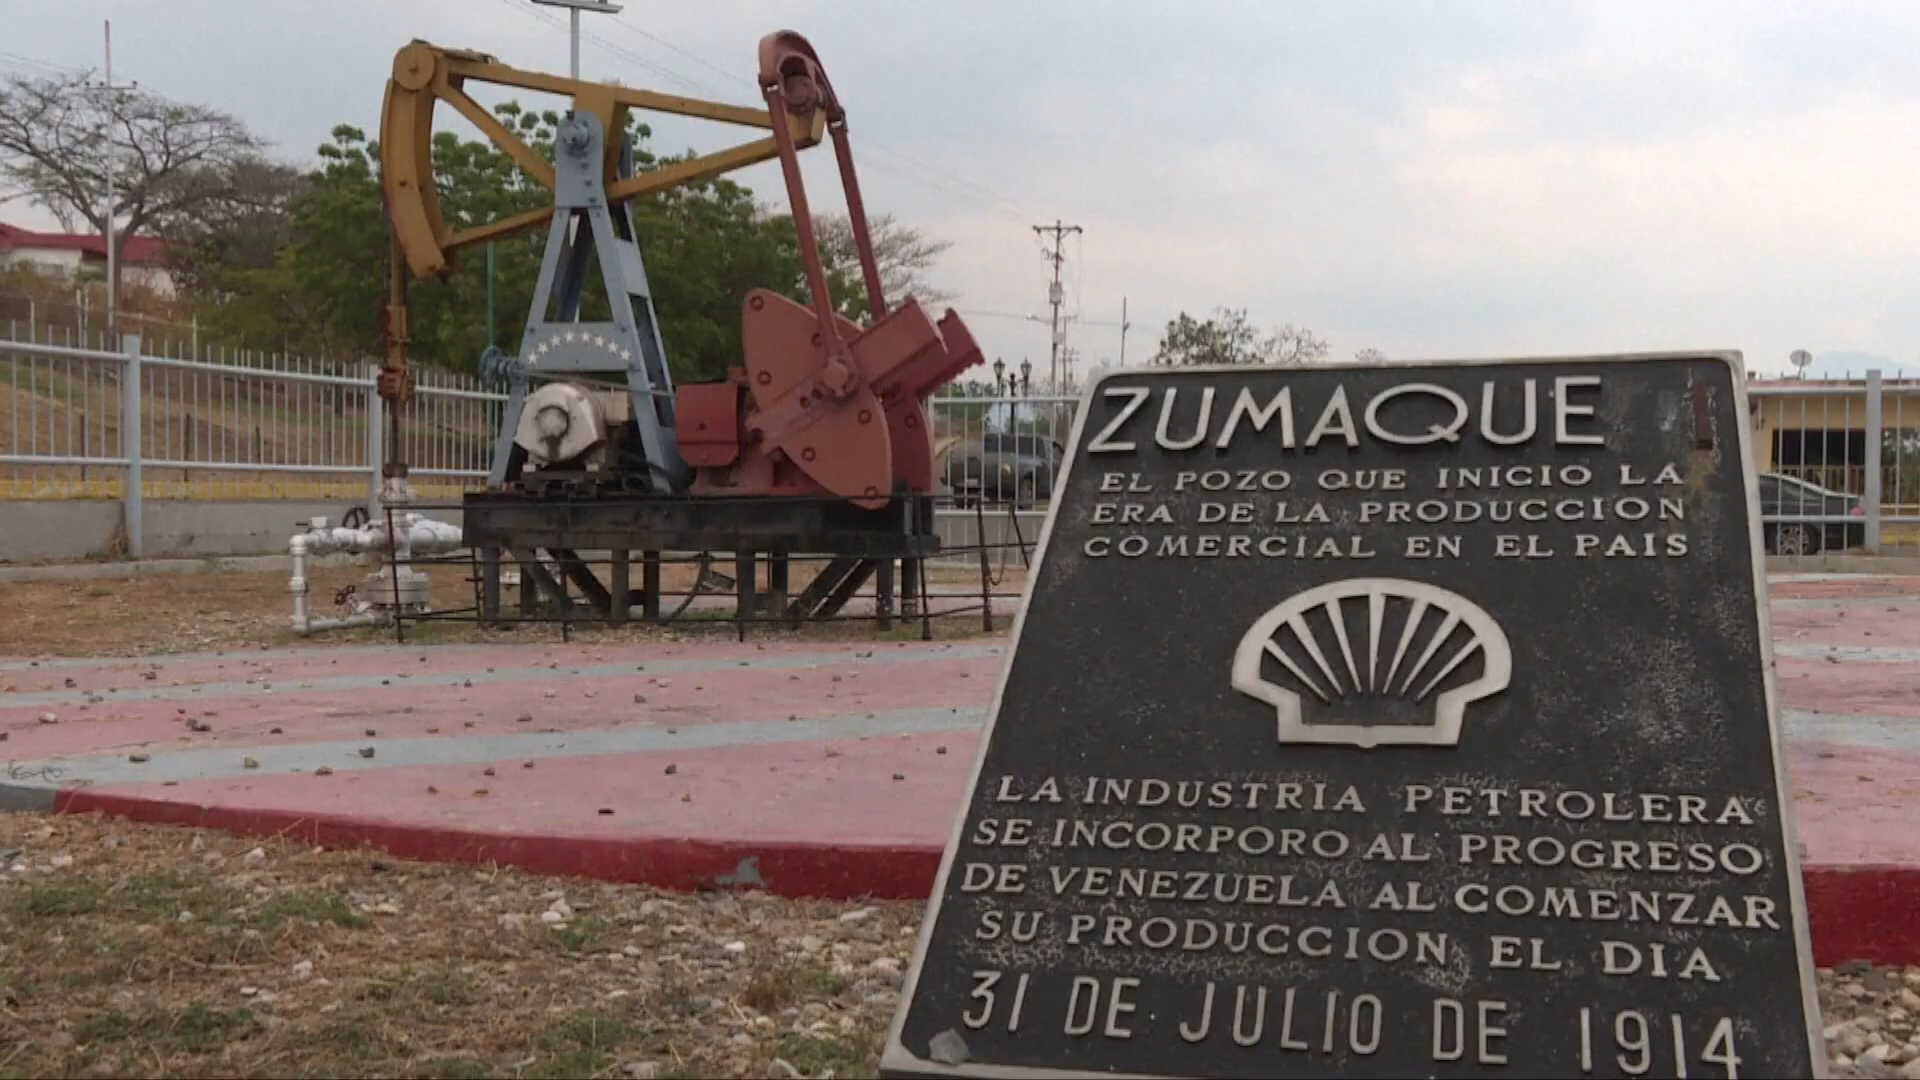 ZUMAQUE
EL POZO QUE INICIO LA
ERA DE LA PRODUCCION
COMERCIAL EN EL PAIS
LA INDUSTRIA PETROLERA
SE INCORPORO AL PROGRESO
DE VENEZUELA AL COMENZAR
SU PRODUCCION EL DIA
31 DE JULIO DE 1914